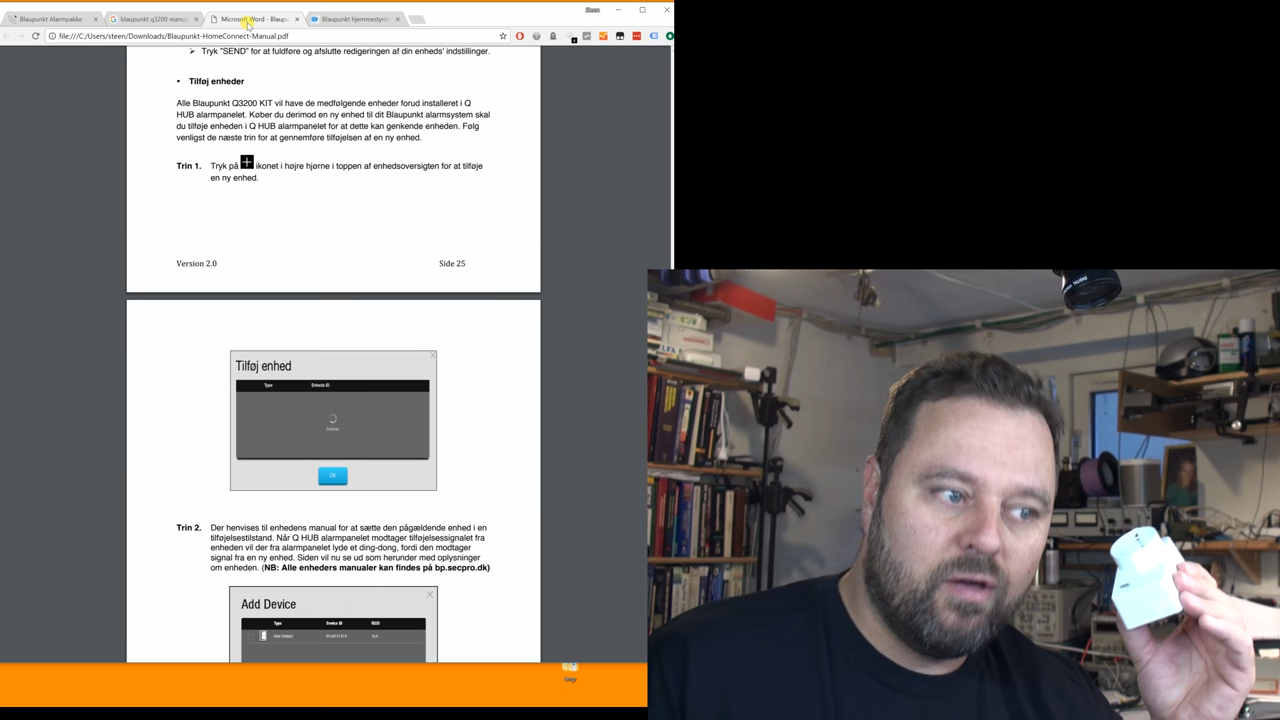 Steen
Blaupunkt Alarmpakke
blaupunkt q3200 manu
Microsoft Word - Blaup
Blaupunkt hjemmestyrin
file:///C:/Users/steen/Downloads/Blaupunkt-HomeConnect-Manual.pdf
➢ Tryk "SEND" for at fuldføre og afslutte redigeringen af din enheds' indstillinger.
• Tilføj enheder
Alle Blaupunkt Q3200 KIT vil have de medfølgende enheder forud installeret i Q
HUB alarmpanelet. Køber du derimod en ny enhed til dit Blaupunkt alarmsystem skal
du tilføje enheden i Q HUB alarmpanelet for at dette kan genkende enheden. Følg
venligst de næste trin for at gennemføre tilføjelsen af en ny enhed.
Trin 1. Tryk på + ikonet i højre hjørne i toppen af enhedsoversigten for at tilføje
en ny enhed.
Version 2.0 Side 25
Tilføj enhed
Type Enheds ID
OK
Trin 2. Der henvises til enhedens manual for at sætte den pågældende enhed i en
tilføjelsestilstand. Når Q HUB alarmpanelet modtager tilføjelsessignalet fra
enheden vil der fra alarmpanelet lyde et ding-dong, fordi den modtager
signal fra en ny enhed. Siden vil nu se ud som herunder med oplysninger
om enheden. (NB: Alle enheders manualer kan findes på bp.secpro.dk)
Add Device
Type Device ID RSSI
N.A.